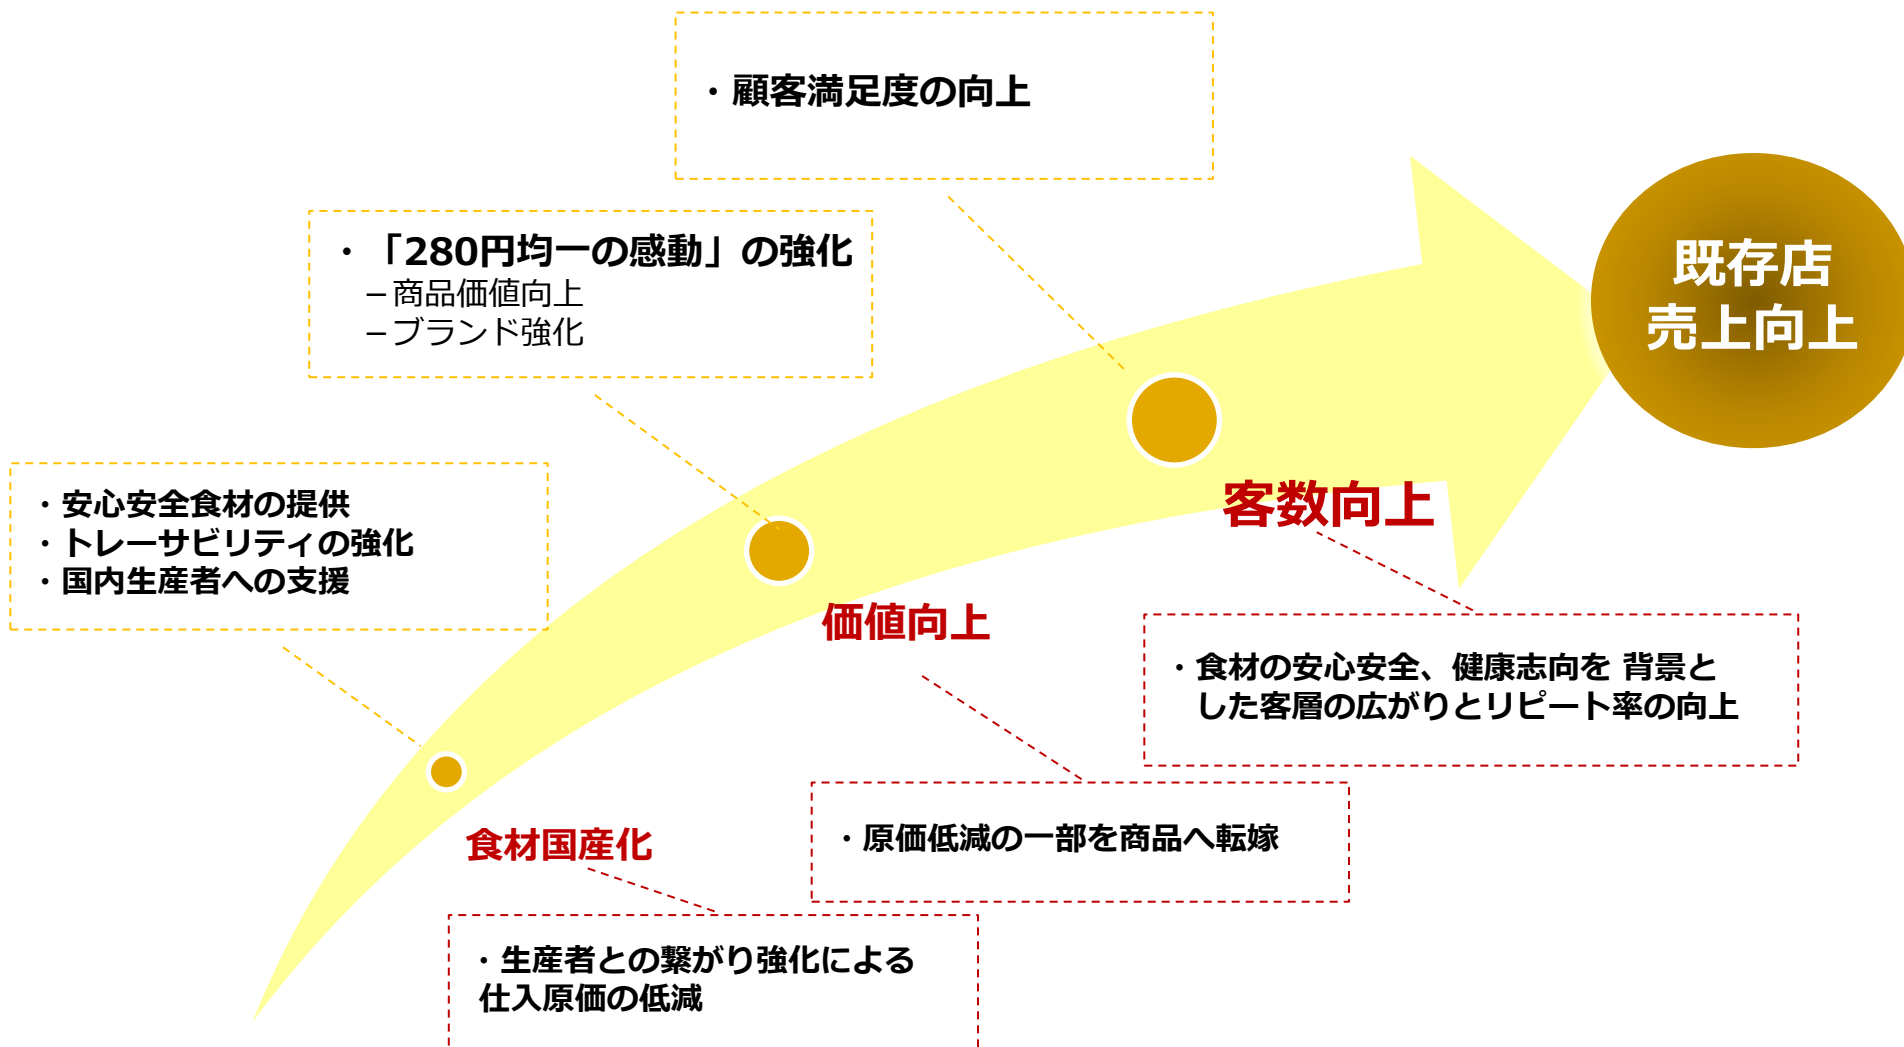 ・顧客満足度の向上
・「280円均一の感動」の強化
－商品価値向上
－ブランド強化
既存店
売上向上
・安心安全食材の提供
・トレーサビリティの強化
・国内生産者への支援
客数向上
価値向上
・食材の安心安全、健康志向を 背景と
した客層の広がりとリピート率の向上
食材国産化
・原価低減の一部を商品へ転嫁
・生産者との繋がり強化による
仕入原価の低減